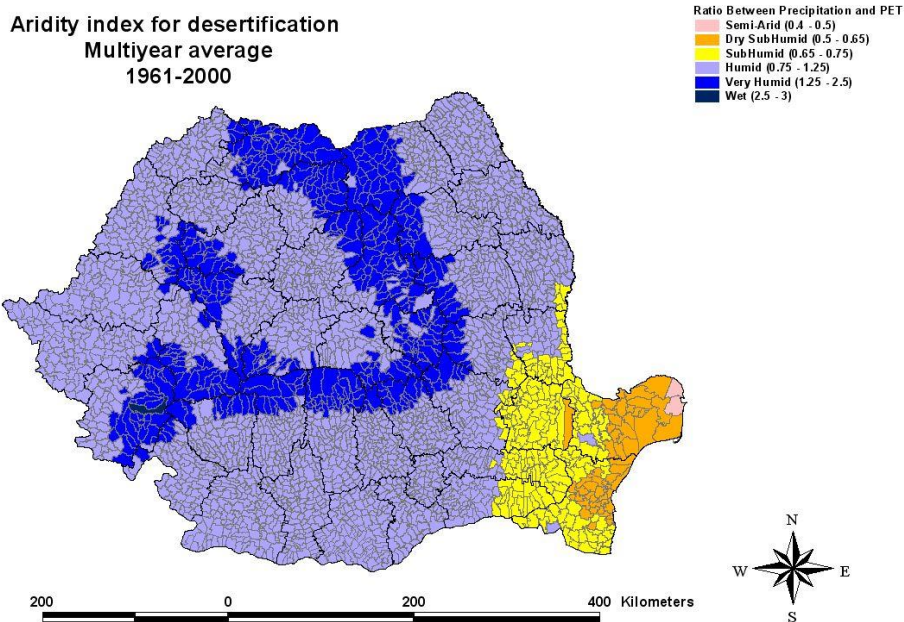 Aridity index for desertification
Multiyear average
1961-2000
Ratio Between Precipitation and PET
Semi-Arid (0.4 - 0.5)
Dry SubHumid (0.5 - 0.65)
SubHumid (0.65 - 0.75)
Humid (0.75 - 1.25)
Very Humid (1.25 - 2.5)
Wet (2.5 - 3)
N
W E
S
200 0 200 400 Kilometers